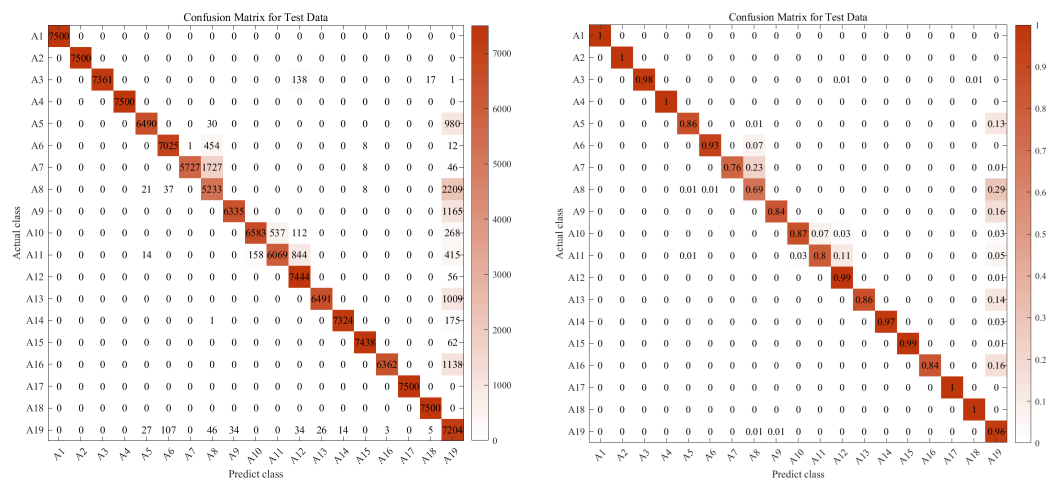 Confusion Matrix for Test Data
A1 7500 0 0 0 0 0 0 0 0 0 0 0 0 0 0 0 0 0 0
A2 0 7500 0 0 0 0 0 0 0 0 0 0 0 0 0 0 0 0 0
A3 0 0 7361 0 0 0 0 0 0 0 0 138 0 0 0 0 0 17 1
A4 0 0 0 7500 0 0 0 0 0 0 0 0 0 0 0 0 0 0 0
A5 0 0 0 0 6490 0 0 30 0 0 0 0 0 0 0 0 0 0 980
A6 0 0 0 0 0 7025 1 454 0 0 0 0 0 0 8 0 0 0 12
A7 0 0 0 0 0 0 5727 1727 0 0 0 0 0 0 8 0 0 0 46
A8 0 0 0 0 21 37 0 5233 0 0 0 0 0 0 8 0 0 0 2209
A9 0 0 0 0 0 0 0 0 6335 0 0 0 0 0 0 0 0 0 1165
A10 0 0 0 0 0 0 0 0 0 6583 537 112 0 0 0 0 0 0 268
A11 0 0 0 0 14 0 0 0 0 158 6069 844 0 0 0 0 0 0 415
A12 0 0 0 0 0 0 0 0 0 0 0 7444 0 0 0 0 0 0 56
A13 0 0 0 0 0 0 0 0 0 0 0 0 6491 0 0 0 0 0 1009
A14 0 0 0 0 0 0 0 1 0 0 0 0 0 7324 0 0 0 0 175
A15 0 0 0 0 0 0 0 0 0 0 0 0 0 0 7438 0 0 0 62
A16 0 0 0 0 0 0 0 0 0 0 0 0 0 0 0 6362 0 0 1138
A17 0 0 0 0 0 0 0 0 0 0 0 0 0 0 0 0 7500 0 0
A18 0 0 0 0 0 0 0 0 0 0 0 0 0 0 0 0 0 7500 0
A19 0 0 0 0 27 107 0 46 34 0 0 34 26 14 0 3 0 5 7204
A1 A2 A3 A4 A5 A6 A7 A8 A9 A10 A11 A12 A13 A14 A15 A16 A17 A18 A19
Predict class
Actual class
7000
6000
5000
4000
3000
2000
1000
0
Confusion Matrix for Test Data
A1 1 0 0 0 0 0 0 0 0 0 0 0 0 0 0 0 0 0 0
A2 0 1 0 0 0 0 0 0 0 0 0 0 0 0 0 0 0 0 0
A3 0 0 0.98 0 0 0 0 0 0 0 0 0.01 0 0 0 0 0 0.01 0
A4 0 0 0 1 0 0 0 0 0 0 0 0 0 0 0 0 0 0 0
A5 0 0 0 0 0.86 0 0 0.01 0 0 0 0 0 0 0 0 0 0 0.13
A6 0 0 0 0 0 0.93 0 0.07 0 0 0 0 0 0 0 0 0 0 0
A7 0 0 0 0 0 0 0.76 0.23 0 0 0 0 0 0 0 0 0 0 0.01
A8 0 0 0 0 0.01 0.01 0 0.69 0 0 0 0 0 0 0 0 0 0 0.29
A9 0 0 0 0 0 0 0 0 0.84 0 0 0 0 0 0 0 0 0 0.16
A10 0 0 0 0 0 0 0 0 0 0.87 0.07 0.03 0 0 0 0 0 0 0.03
A11 0 0 0 0 0.01 0 0 0 0 0.03 0.8 0.11 0 0 0 0 0 0 0.05
A12 0 0 0 0 0 0 0 0 0 0 0 0.99 0 0 0 0 0 0 0.01
A13 0 0 0 0 0 0 0 0 0 0 0 0 0.86 0 0 0 0 0 0.14
A14 0 0 0 0 0 0 0 0 0 0 0 0 0 0.97 0 0 0 0 0.03
A15 0 0 0 0 0 0 0 0 0 0 0 0 0 0 0.99 0 0 0 0.01
A16 0 0 0 0 0 0 0 0 0 0 0 0 0 0 0 0.84 0 0 0.16
A17 0 0 0 0 0 0 0 0 0 0 0 0 0 0 0 0 1 0 0
A18 0 0 0 0 0 0 0 0 0 0 0 0 0 0 0 0 0 1 0
A19 0 0 0 0 0 0 0 0.01 0.01 0 0 0 0 0 0 0 0 0 0.96
A1 A2 A3 A4 A5 A6 A7 A8 A9 A10 A11 A12 A13 A14 A15 A16 A17 A18 A19
Predict class
Actual class
1
0.9
0.8
0.7
0.6
0.5
0.4
0.3
0.2
0.1
0